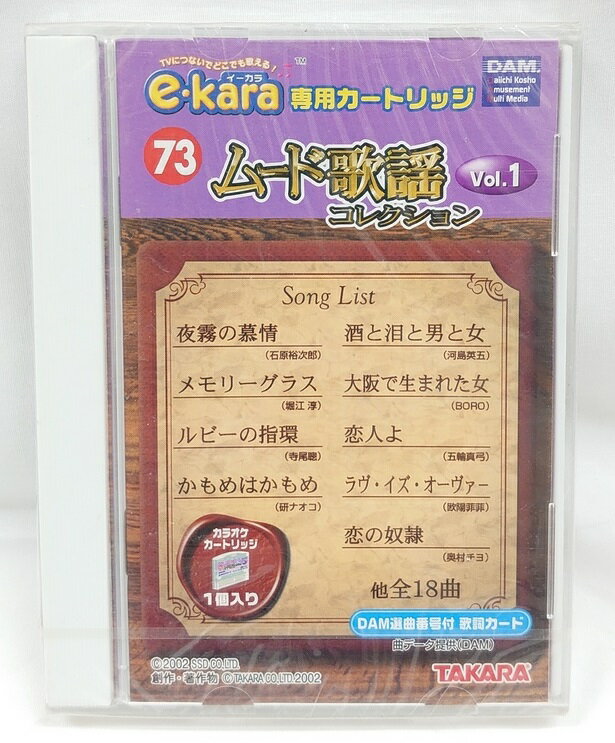 TVにつないでどこでも歌える!
イーカラ
e-kara™ 専用カートリッジ
DAM
aiichi Kosho
musement
ulti Media
73 ムード歌謡
コレクション
Vol.1
Song List
夜霧の慕情
(石原裕次郎)
メモリーグラス
(堀江 淳)
ルビーの指環
(寺尾聰)
かもめはかもめ
(研ナオコ)
酒と泪と男と女
(河島英五)
大阪で生まれた女
(BORO)
恋人よ
(五輪真弓)
ラヴ・イズ・オーヴァー
(欧陽菲菲)
恋の奴隷
(奥村チヨ)
他全18曲
カラオケ
カートリッジ
1個入り
DAM選曲番号付 歌詞カード
曲データ提供(DAM)
© 2002 SSD CO.,LTD.
創作・著作物 © TAKARA CO.,LTD. 2002
TAKARA